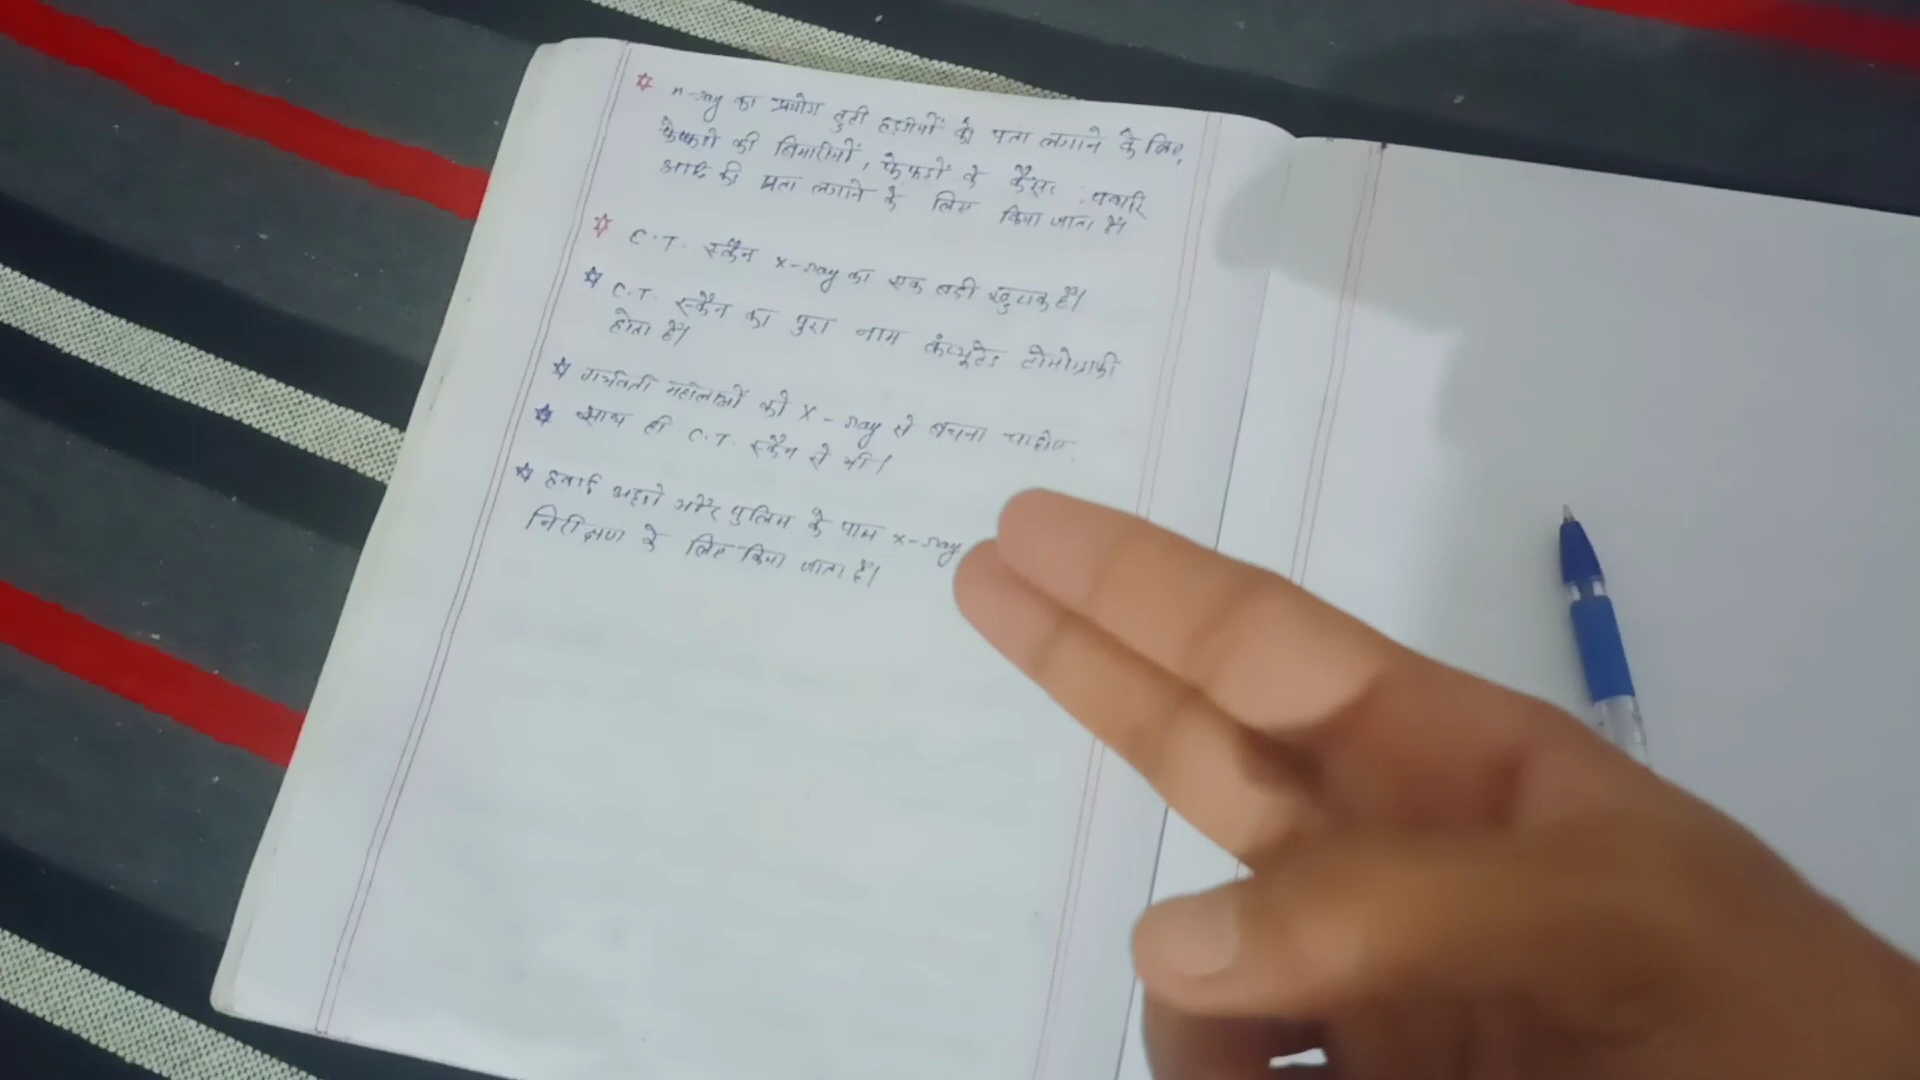 x-ray का प्रयोग टुटी हड्डीयों को पता लगाने के लिए,
फेफडो की बिमारीयों, फेफडों के कैंसर, पथरि
आदि की पता लगाने के लिए किया जाता है।
C.T. स्कैन x-ray का एक बडी खुराक है।
C.T. स्कैन का पुरा नाम कंप्यूटेड टोमोग्राफी
होता है।
गर्भवती महिलाओं को X-ray से बचना चाहिए
साथ ही C.T. स्कैन से भी।
हवाई अड्डो और पुलिस के पास x-ray
निरीक्षण के लिए किया जाता है।